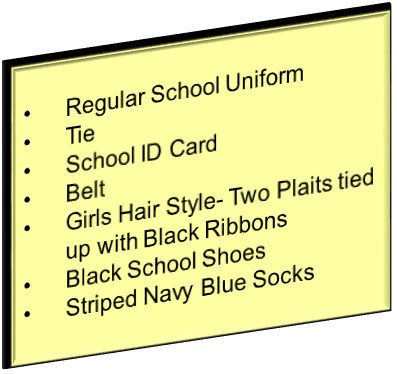 • Regular School Uniform
• Tie
• School ID Card
• Belt
• Girls Hair Style- Two Plaits tied
up with Black Ribbons
• Black School Shoes
• Striped Navy Blue Socks